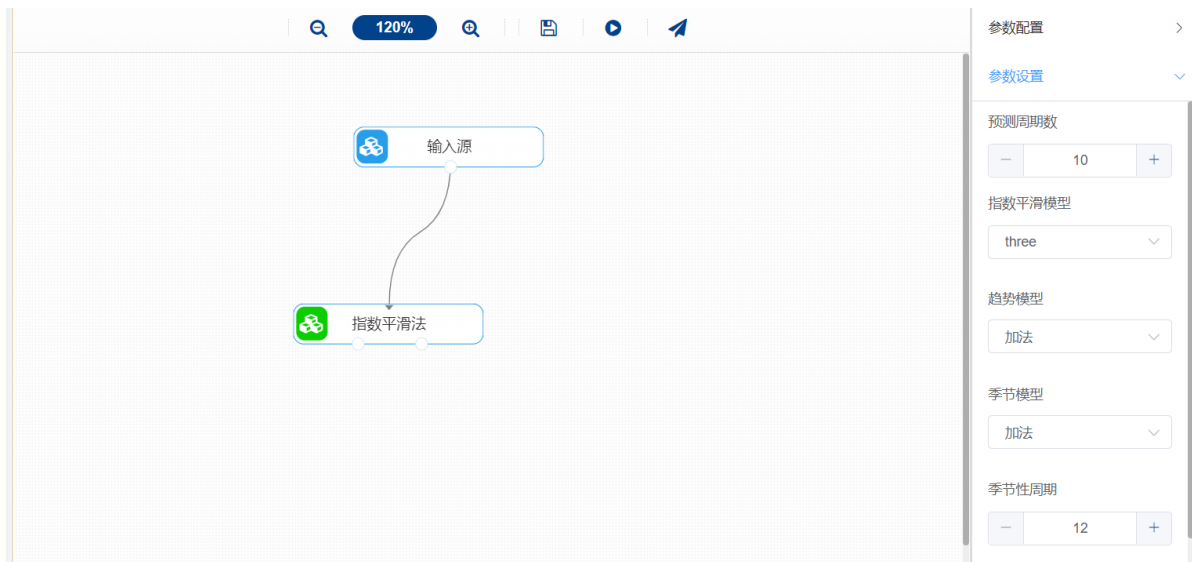 120%
输入源
指数平滑法
参数配置
参数设置
预测周期数
10
指数平滑模型
three
趋势模型
加法
季节模型
加法
季节性周期
12